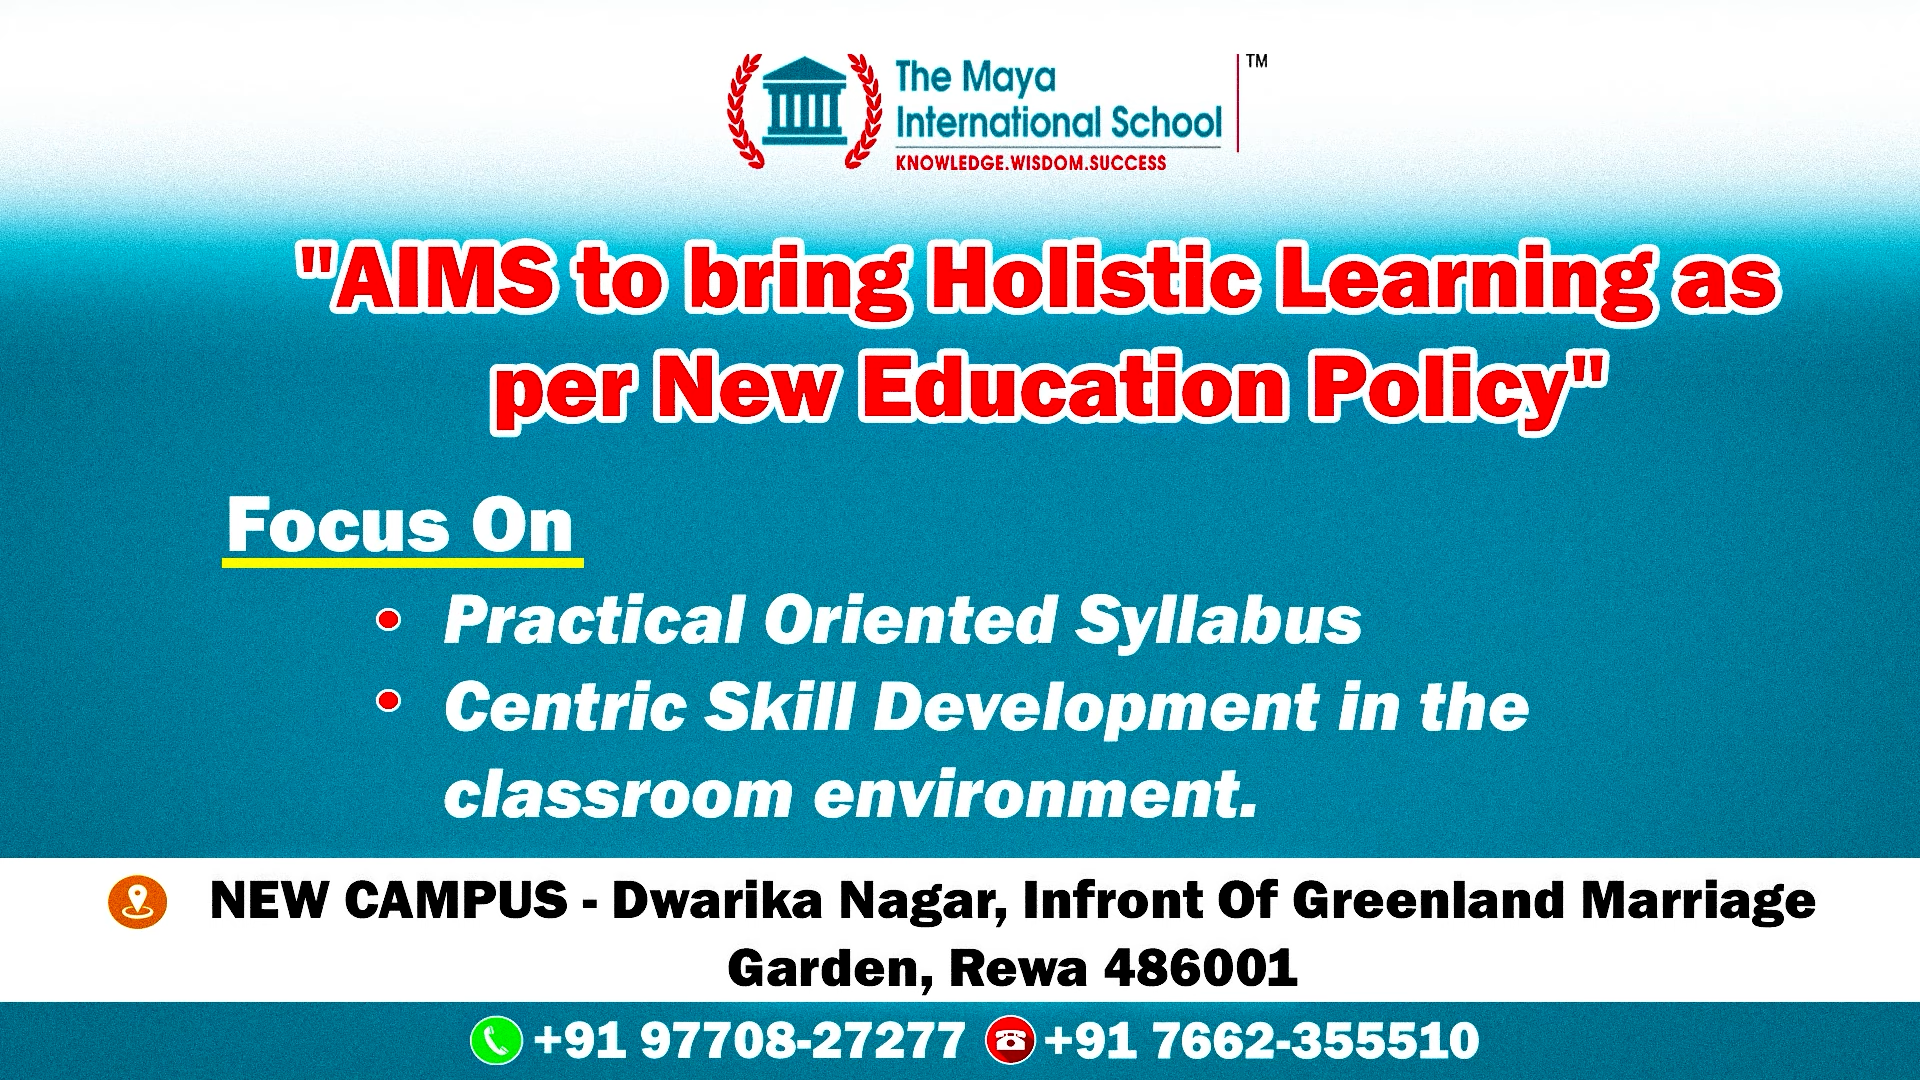 The Maya
International School
TM
KNOWLEDGE.WISDOM.SUCCESS
"AIMS to bring Holistic Learning as
per New Education Policy"
Focus On
• Practical Oriented Syllabus
• Centric Skill Development in the
classroom environment.
NEW CAMPUS - Dwarika Nagar, Infront Of Greenland Marriage
Garden, Rewa 486001
+91 97708-27277 +91 7662-355510